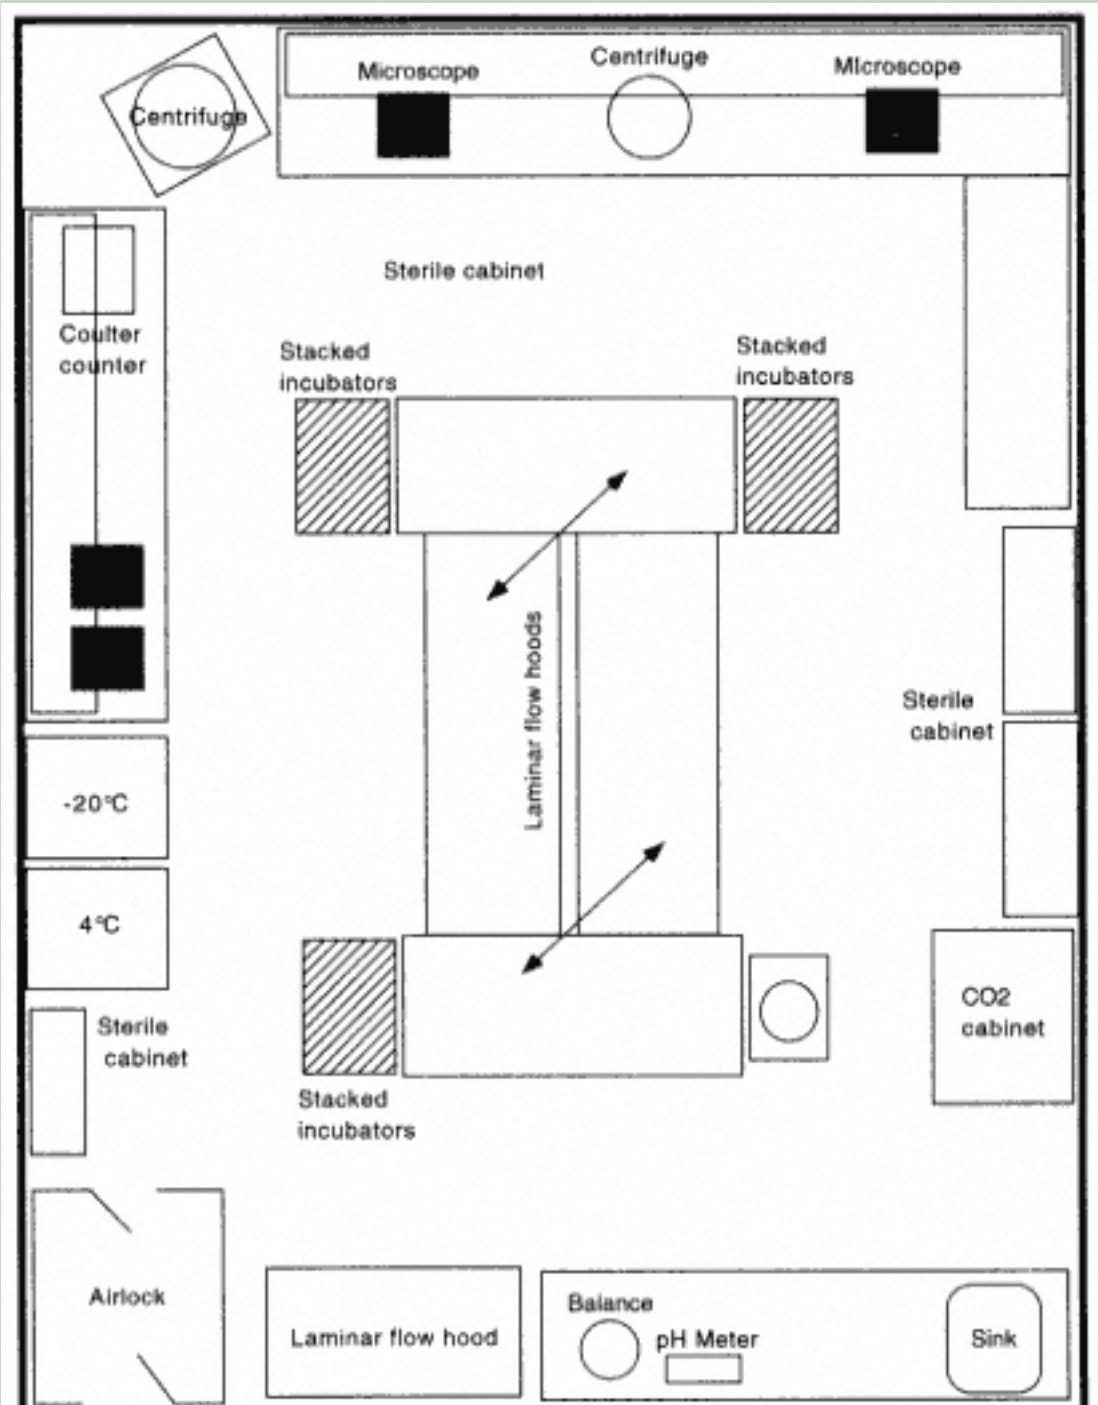 Microscope
Centrifuge
MIcroscope
Centrifuge
Sterile cabinet
Coulter
counter
Stacked
incubators
Stacked
incubators
Laminar flow hoods
Sterile
cabinet
-20°C
4°C
CO2
cabinet
Sterile
cabinet
Stacked
incubators
Airlock
Laminar flow hood
Balance
pH Meter
Sink